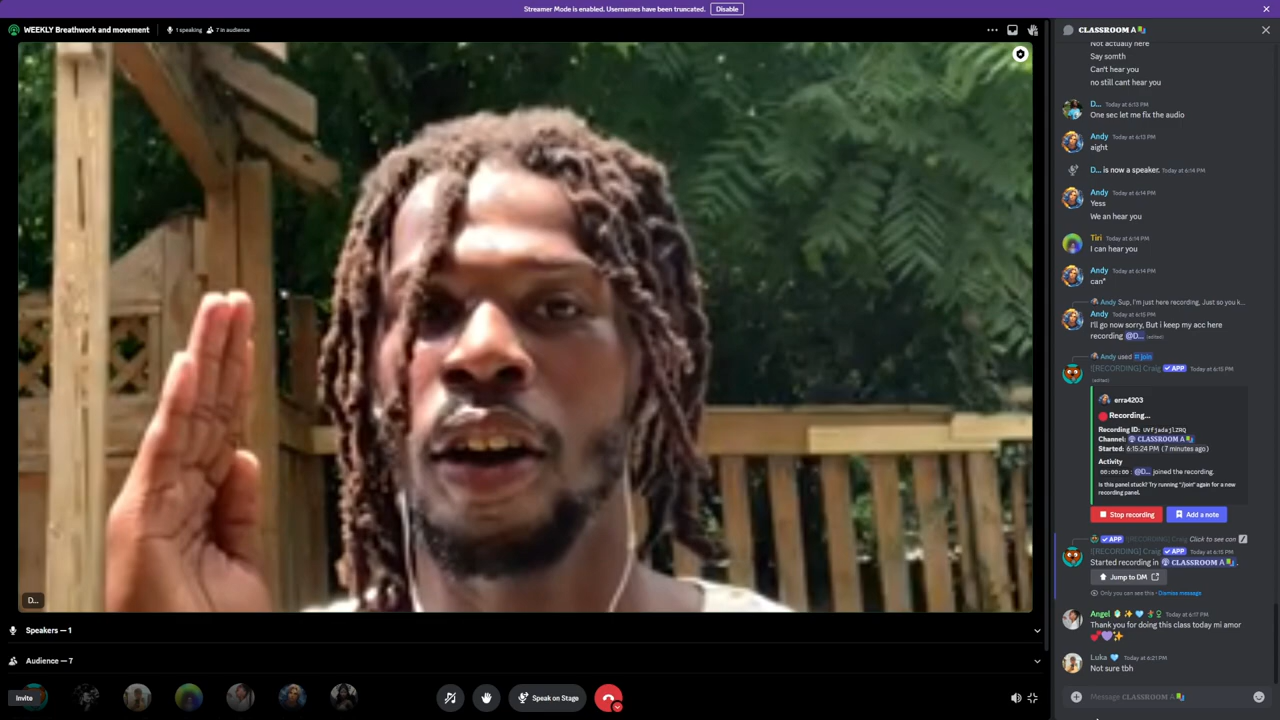 Streamer Mode is enabled. Usernames have been truncated. Disable
WEEKLY Breathwork and movement 1 speaking 7 in audience
D...
Speakers — 1
Audience — 7
Invite
Speak on Stage
CLASSROOM A
Not actually here
Say somth
Can't hear you
no still cant hear you
D... Today at 6:13 PM
One sec let me fix the audio
Andy Today at 6:13 PM
aight
D... is now a speaker. Today at 6:14 PM
Andy Today at 6:14 PM
Yess
We an hear you
Tiri Today at 6:14 PM
I can hear you
Andy Today at 6:14 PM
can*
Andy Sup, I'm just here recording, Just so you k...
Andy Today at 6:15 PM
I'll go now sorry, But i keep my acc here
recording @D... (edited)
Andy used join
![RECORDING] Craig APP Today at 6:15 PM
(edited)
erra4203
Recording...
Recording ID: UVfjadajlZRQ
Channel: CLASSROOM A
Started: 6:15:24 PM (7 minutes ago)
Activity
00:00:00: @D... joined the recording.
Is this panel stuck? Try running "/join" again for a new
recording panel.
Stop recording Add a note
APP ![RECORDING] Craig Click to see con
![RECORDING] Craig APP Today at 6:15 PM
Started recording in CLASSROOM A.
Jump to DM
Only you can see this • Dismiss message
Angel Today at 6:17 PM
Thank you for doing this class today mi amor
Luka Today at 6:21 PM
Not sure tbh
Message CLASSROOM A